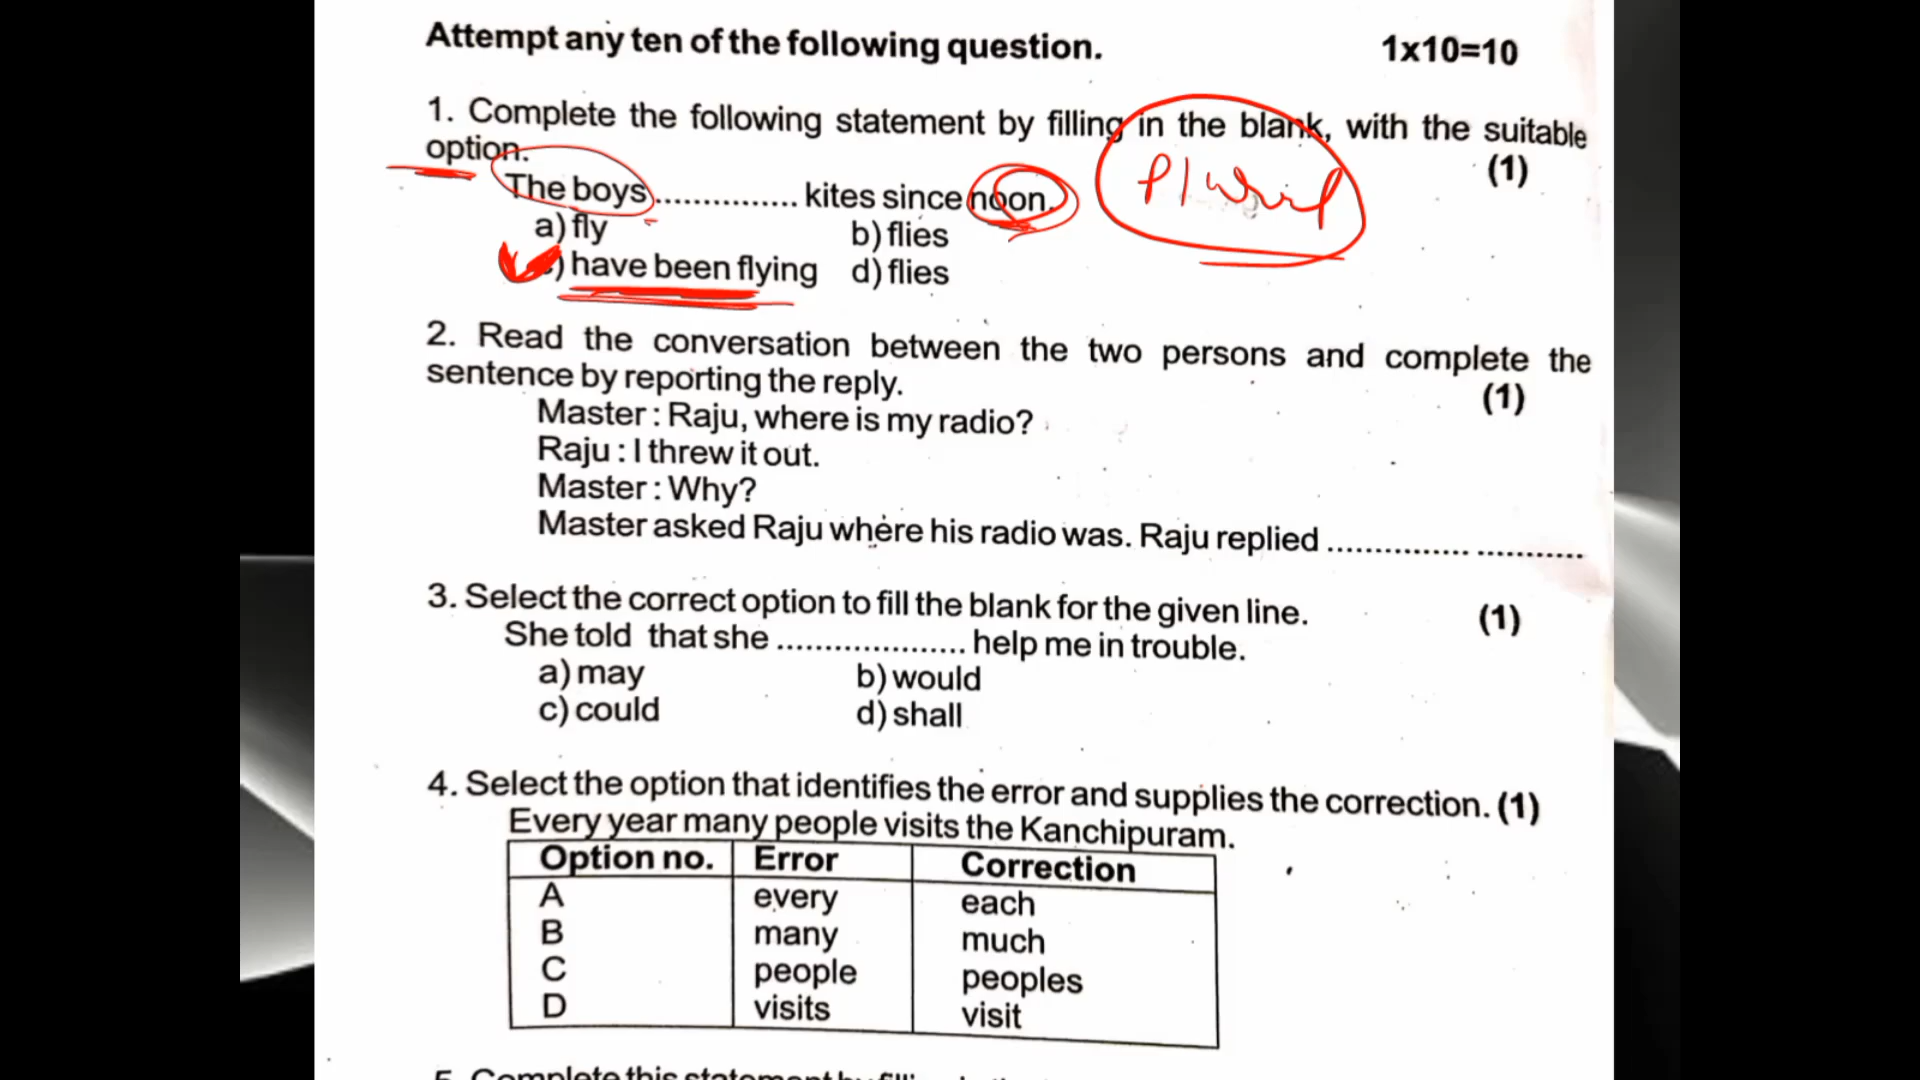 Attempt any ten of the following question. 1x10=10
1. Complete the following statement by filling in the blank, with the suitable
option. (1)
The boys ............... kites since noon.
Plural
a) fly b) flies
) have been flying d) flies
2. Read the conversation between the two persons and complete the
sentence by reporting the reply. (1)
Master : Raju, where is my radio?
Raju : I threw it out.
Master : Why?
Master asked Raju where his radio was. Raju replied ............... ...........
3. Select the correct option to fill the blank for the given line. (1)
She told that she .................... help me in trouble.
a) may b) would
c) could d) shall
4. Select the option that identifies the error and supplies the correction. (1)
Every year many people visits the Kanchipuram.
Option no. Error Correction
A every each
B many much
C people peoples
D visits visit
5. Complete this statement by